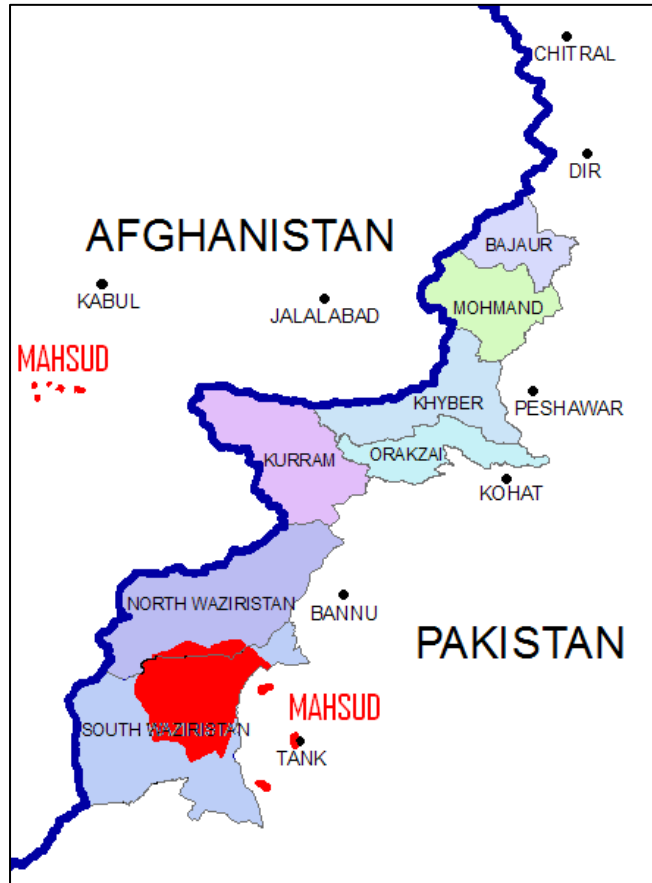 CHITRAL
DIR
AFGHANISTAN
BAJAUR
KABUL
JALALABAD
MOHMAND
MAHSUD
KHYBER
PESHAWAR
KURRAM
ORAKZAI
KOHAT
NORTH WAZIRISTAN
BANNU
PAKISTAN
MAHSUD
SOUTH WAZIRISTAN
TANK